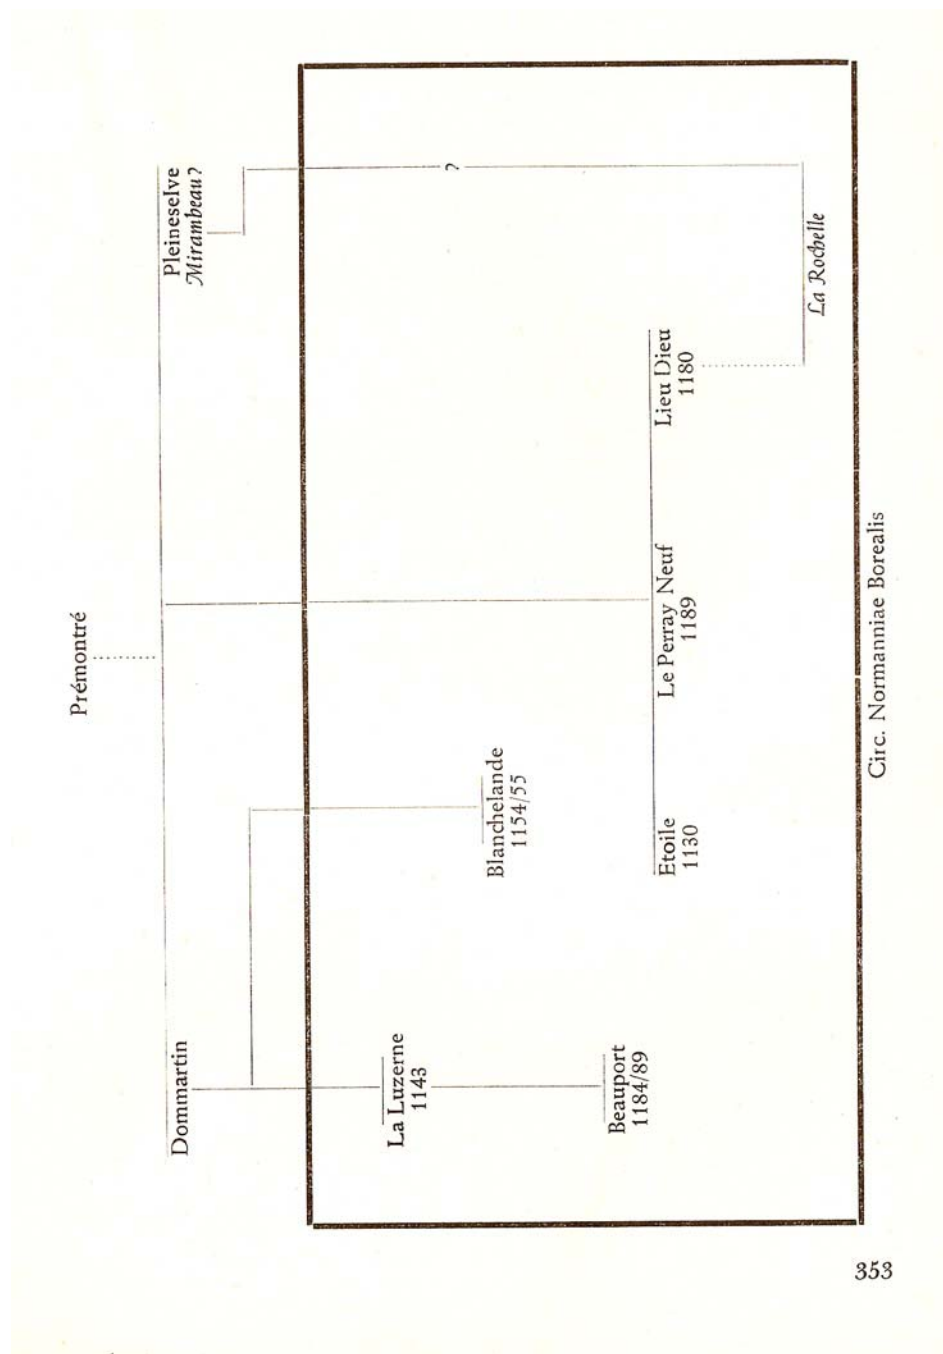 Prémontré
Dommartin
Pleineselve
Mirambeau?
?
La Luzerne
1143
Blanchelande
1154/55
Beauport
1184/89
Etoile
1130
Le Perray Neuf
1189
Lieu Dieu
1180
La Rochelle
Circ. Normanniae Borealis
353